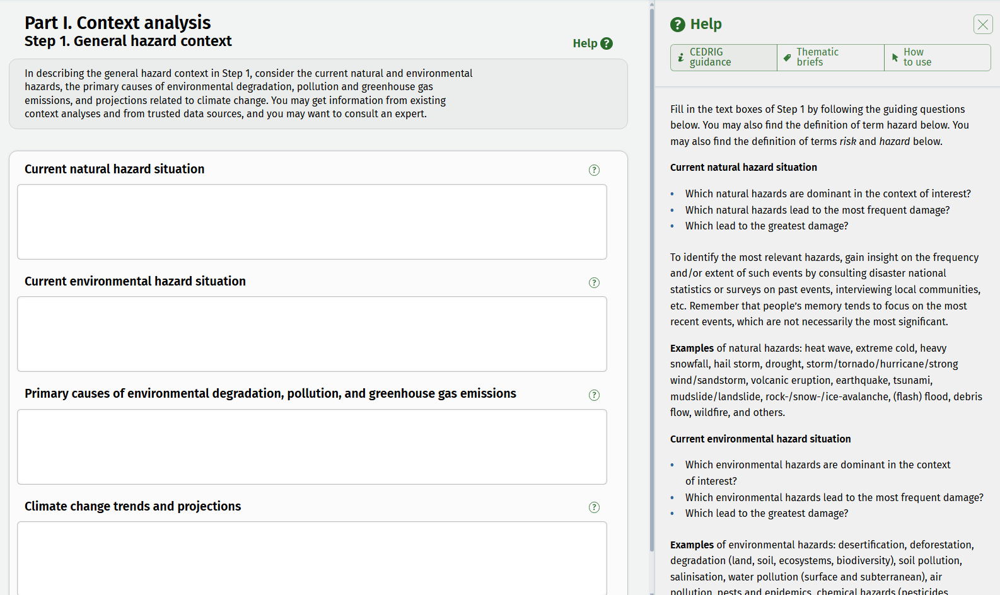 Part I. Context analysis
Step 1. General hazard context
Help ?
In describing the general hazard context in Step 1, consider the current natural and environmental
hazards, the primary causes of environmental degradation, pollution and greenhouse gas
emissions, and projections related to climate change. You may get information from existing
context analyses and from trusted data sources, and you may want to consult an expert.
Current natural hazard situation
?
Current environmental hazard situation
?
Primary causes of environmental degradation, pollution, and greenhouse gas emissions
?
Climate change trends and projections
?
? Help
CEDRIG
guidance
Thematic
briefs
How
to use
Fill in the text boxes of Step 1 by following the guiding questions
below. You may also find the definition of term hazard below. You
may also find the definition of terms risk and hazard below.
Current natural hazard situation
• Which natural hazards are dominant in the context of interest?
• Which natural hazards lead to the most frequent damage?
• Which lead to the greatest damage?
To identify the most relevant hazards, gain insight on the frequency
and/or extent of such events by consulting disaster national
statistics or surveys on past events, interviewing local communities,
etc. Remember that people’s memory tends to focus on the most
recent events, which are not necessarily the most significant.
Examples of natural hazards: heat wave, extreme cold, heavy
snowfall, hail storm, drought, storm/tornado/hurricane/strong
wind/sandstorm, volcanic eruption, earthquake, tsunami,
mudslide/landslide, rock-/snow-/ice-avalanche, (flash) flood, debris
flow, wildfire, and others.
Current environmental hazard situation
• Which environmental hazards are dominant in the context
of interest?
• Which environmental hazards lead to the most frequent damage?
• Which lead to the greatest damage?
Examples of environmental hazards: desertification, deforestation,
degradation (land, soil, ecosystems, biodiversity), soil pollution,
salinisation, water pollution (surface and subterranean), air
pollution, pests and epidemics, chemical hazards (pesticides,